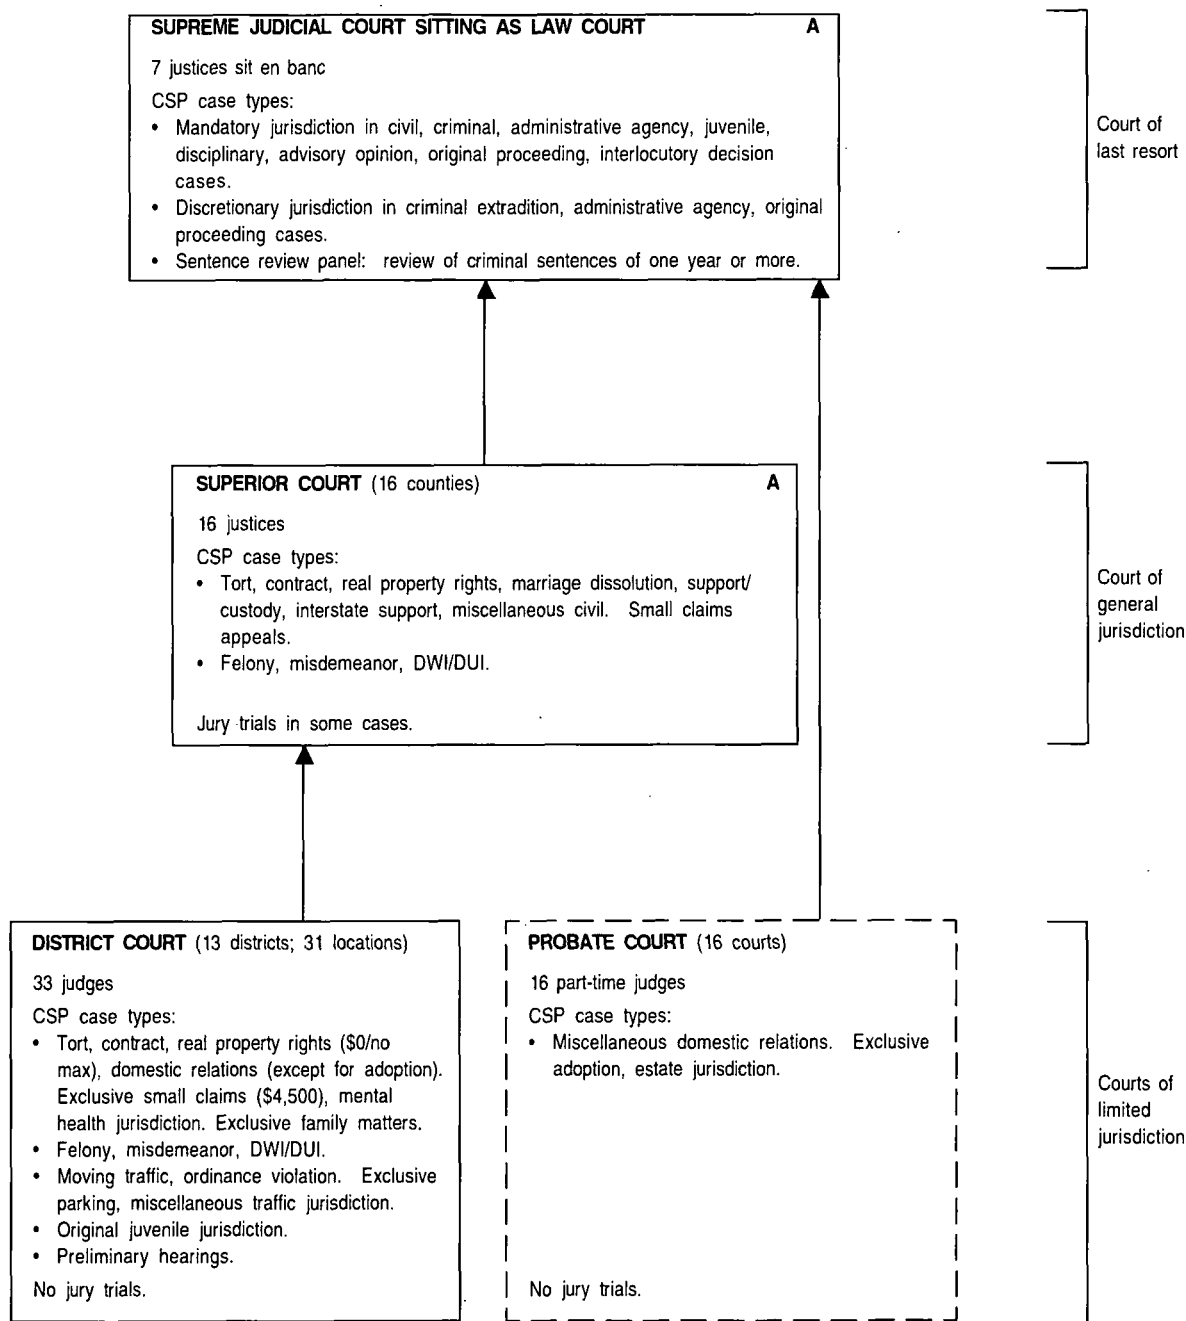 SUPREME JUDICIAL COURT SITTING AS LAW COURT A
7 justices sit en banc
CSP case types:
• Mandatory jurisdiction in civil, criminal, administrative agency, juvenile,
disciplinary, advisory opinion, original proceeding, interlocutory decision
cases.
• Discretionary jurisdiction in criminal extradition, administrative agency, original
proceeding cases.
• Sentence review panel: review of criminal sentences of one year or more.
Court of
last resort
SUPERIOR COURT (16 counties) A
16 justices
CSP case types:
• Tort, contract, real property rights, marriage dissolution, support/
custody, interstate support, miscellaneous civil. Small claims
appeals.
• Felony, misdemeanor, DWI/DUI.
Jury trials in some cases.
Court of
general
jurisdiction
DISTRICT COURT (13 districts; 31 locations)
33 judges
CSP case types:
• Tort, contract, real property rights ($0/no
max), domestic relations (except for adoption).
Exclusive small claims ($4,500), mental
health jurisdiction. Exclusive family matters.
• Felony, misdemeanor, DWI/DUI.
• Moving traffic, ordinance violation. Exclusive
parking, miscellaneous traffic jurisdiction.
• Original juvenile jurisdiction.
• Preliminary hearings.
No jury trials.
PROBATE COURT (16 courts)
16 part-time judges
CSP case types:
• Miscellaneous domestic relations. Exclusive
adoption, estate jurisdiction.
No jury trials.
Courts of
limited
jurisdiction